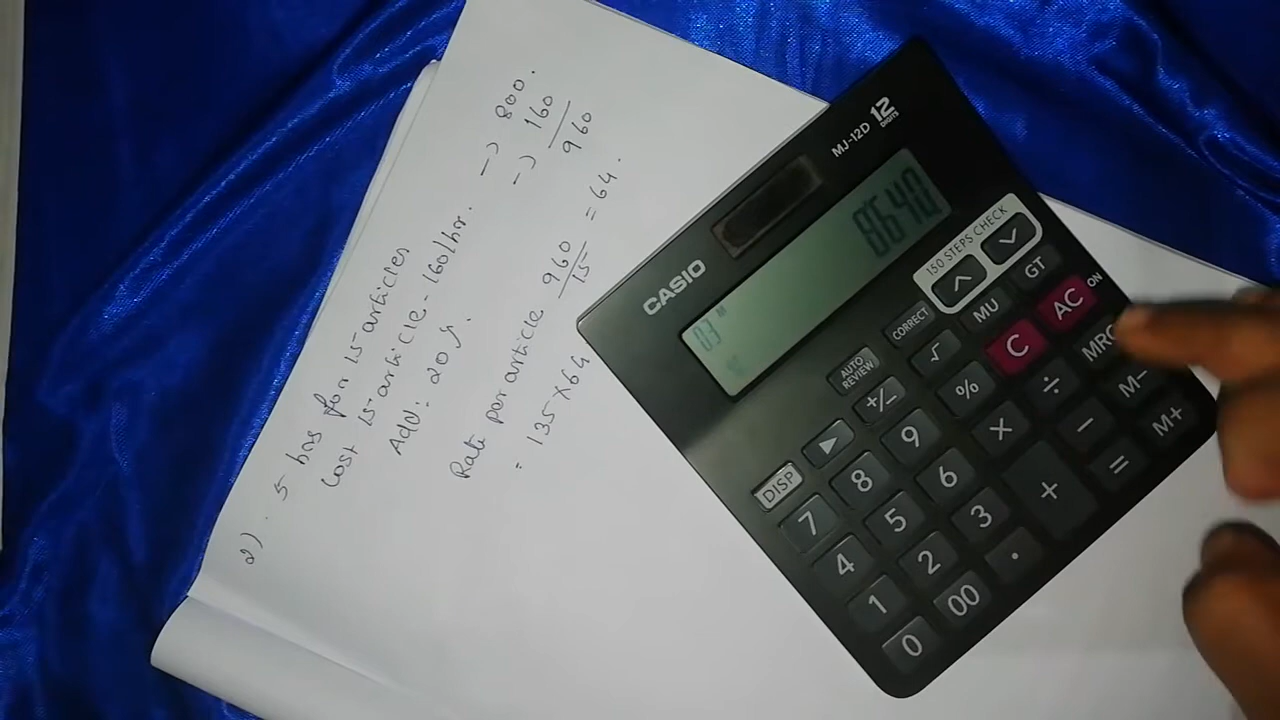 2). 5 hrs for 15 articles
Cost 15-article - 160/hr. → 800.
Add: 20%. → 160
960
Rate per article 960/15 = 64.
= 135 × 64
CASIO
MJ-12D 12 DIGITS
8640
03 M
150 STEPS CHECK
CORRECT MU GT
AUTO REVIEW √ AC ON
+/- % C MRC
DISP ▶ 9 × ÷ M-
7 8 6 − M+
4 5 3 + =
1 2 .
0 00